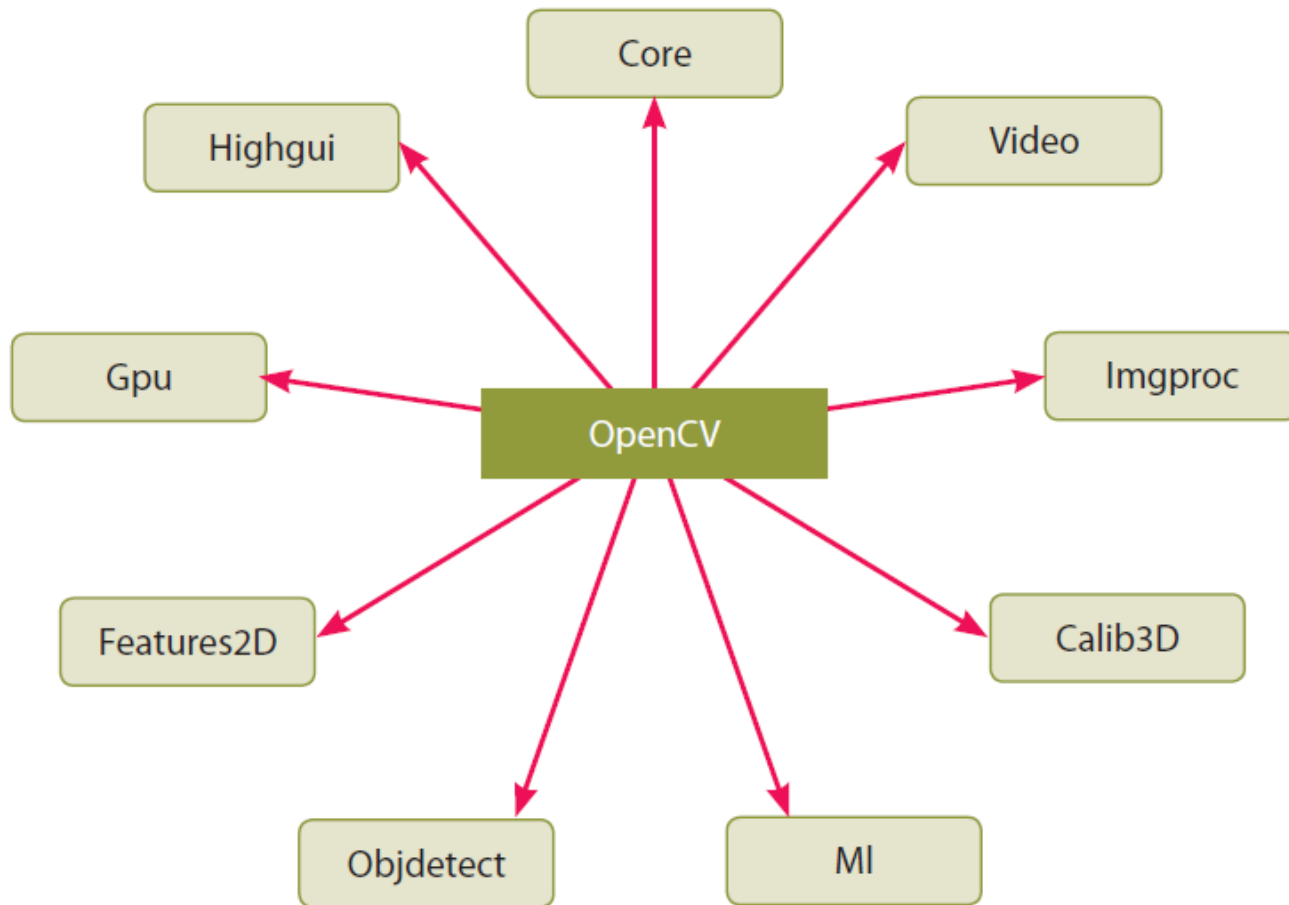 Core
Highgui
Video
Gpu
Imgproc
OpenCV
Features2D
Calib3D
Objdetect
Ml